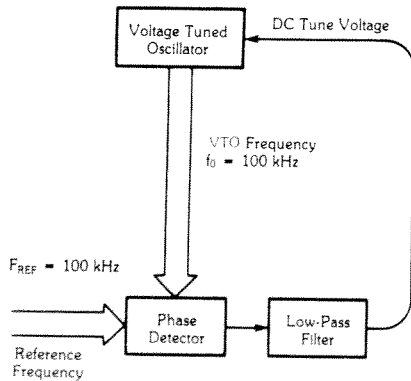 Voltage Tuned
Oscillator
DC Tune Voltage
VTO Frequency
f₀ = 100 kHz
F_REF = 100 kHz
Phase
Detector
Low-Pass
Filter
Reference
Frequency